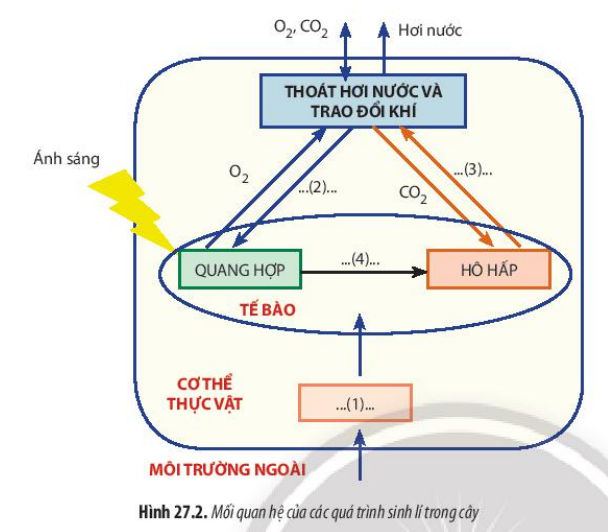 O₂, CO₂
Hơi nước
THOÁT HƠI NƯỚC VÀ
TRAO ĐỔI KHÍ
Ánh sáng
O₂
...(2)...
CO₂
...(3)...
QUANG HỢP
...(4)...
HÔ HẤP
TẾ BÀO
CƠ THỂ
THỰC VẬT
...(1)...
MÔI TRƯỜNG NGOÀI
Hình 27.2. Mối quan hệ của các quá trình sinh lí trong cây